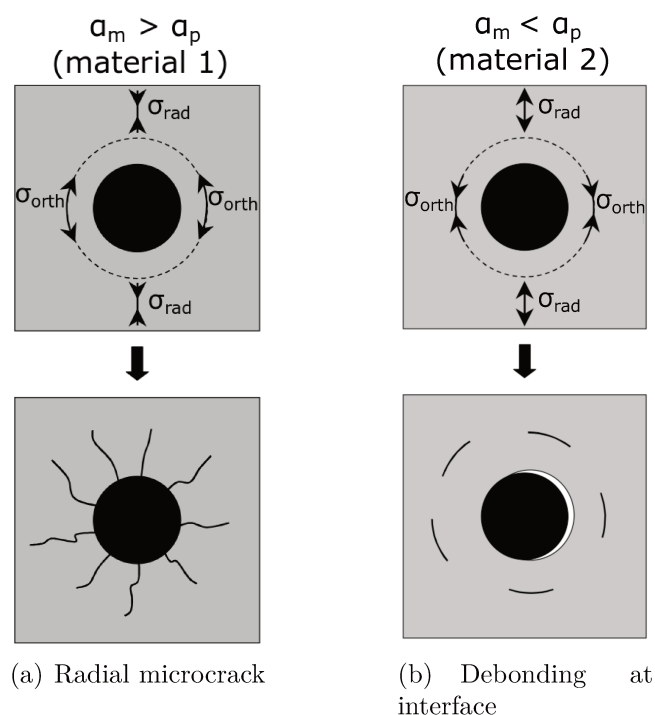 αm > αp
(material 1)
σrad
σorth
σorth
σrad
(a) Radial microcrack
αm < αp
(material 2)
σrad
σorth
σorth
σrad
(b) Debonding at
interface